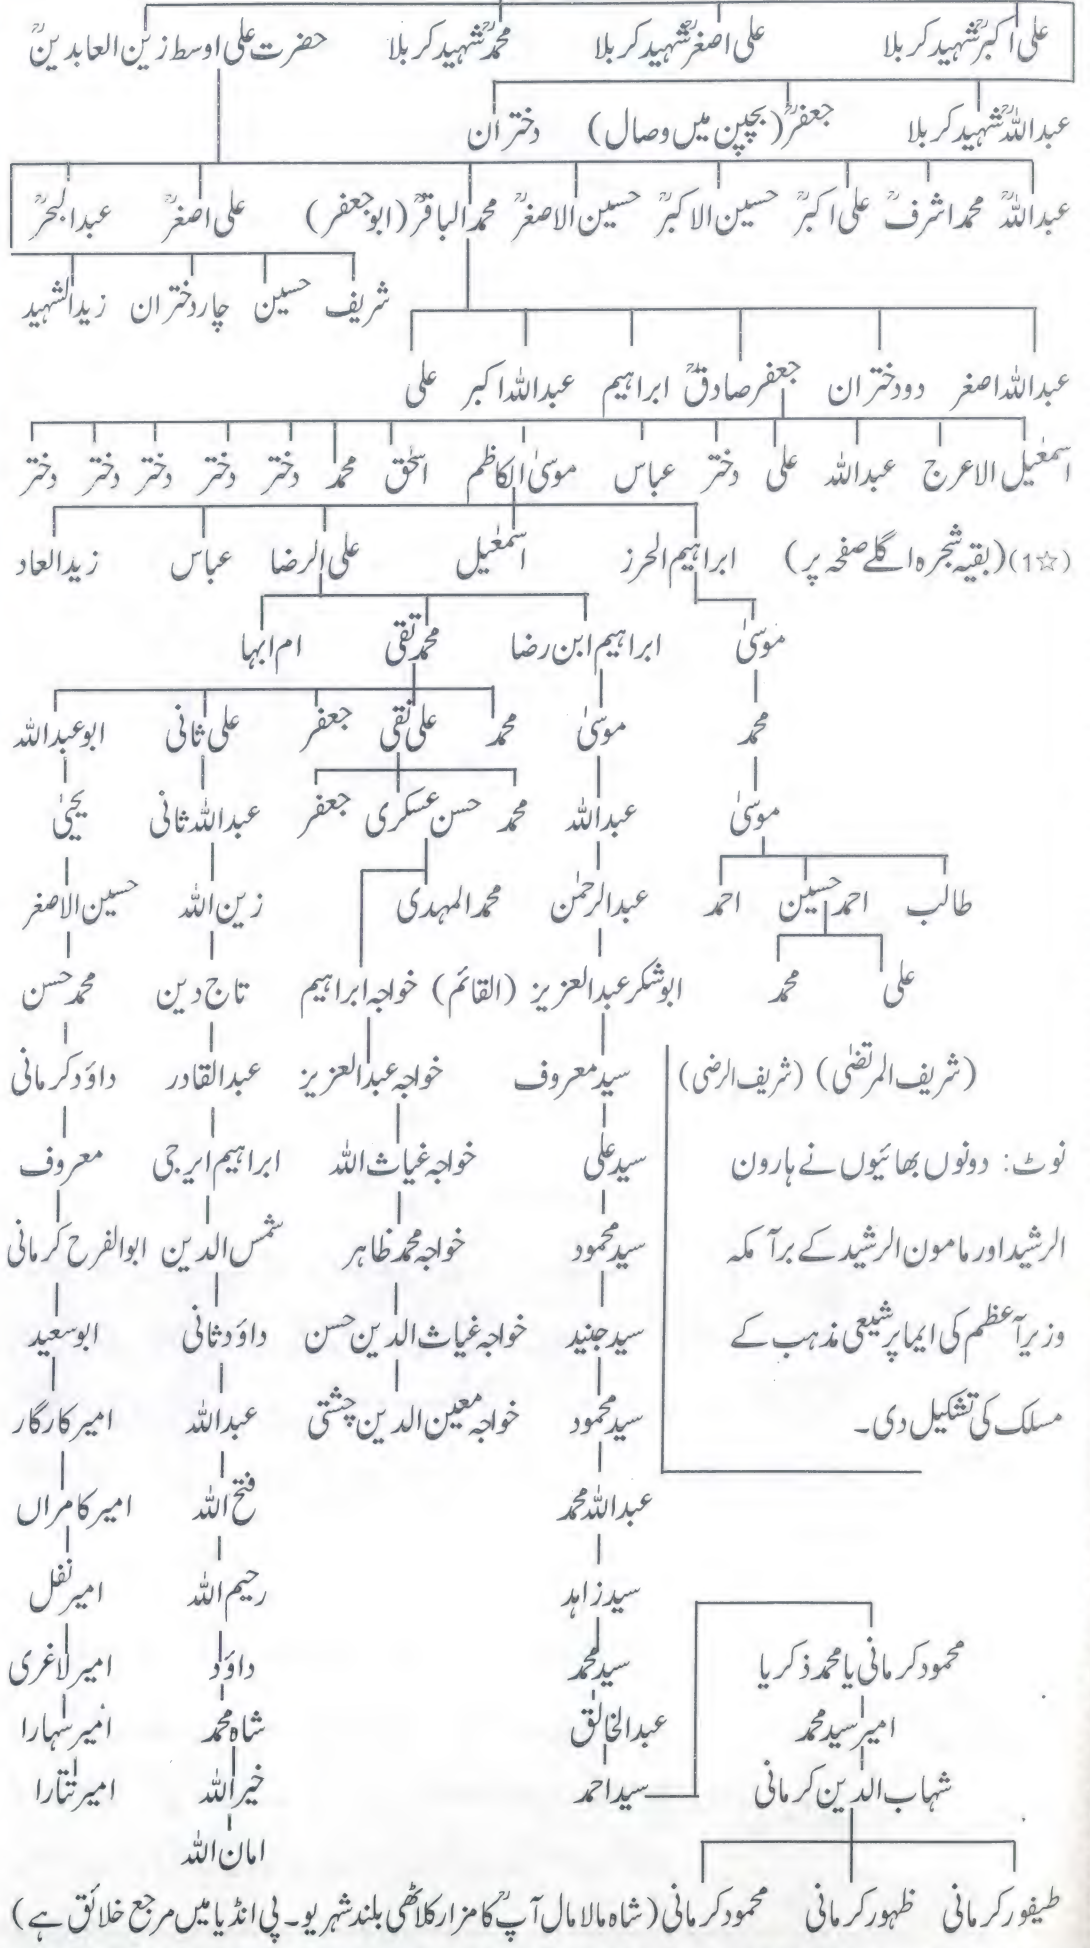 علی اکبرؓ شہید کربلا علی اصغرؓ شہید کربلا محمدؓ شہید کربلا حضرت علی اوسط زین العابدینؓ
عبداللہؓ شہید کربلا جعفرؓ (بچپن میں وصال) دختران
عبداللہؒ محمد اشرفؒ علی اکبرؒ حسین الاکبرؒ حسین الاصغرؒ محمد الباقرؒ (ابو جعفر) علی اصغرؒ عبدالبحرؒ
شریف حسین چار دختران زید الشہید
عبداللہ اصغر دو دختران جعفر صادقؒ ابراہیم عبداللہ اکبر علی
اسمٰعیل الاعرج عبداللہ علی دختر عباس موسیٰ الکاظم اسحٰق محمد دختر دختر دختر دختر دختر
(1☆) (بقیہ شجرہ اگلے صفحہ پر) ابراہیم الحرز اسمٰعیل علی الرضا عباس زید العاد
موسیٰ ابراہیم ابن رضا محمد تقی ام ابہا
محمد موسیٰ محمد علی نقی جعفر علی ثانی ابو عبداللہ
موسیٰ عبداللہ محمد حسن عسکری جعفر عبداللہ ثانی یحییٰ
طالب احمد حسین احمد عبدالرحمٰن محمد المہدی زین اللہ حسین الاصغر
علی محمد ابو شکر عبدالعزیز (القائم) خواجہ ابراہیم تاج دین محمد حسن
(شریف المرتضٰی) (شریف الرضی) سید معروف خواجہ عبدالعزیز عبدالقادر داؤد کرمانی
نوٹ: دونوں بھائیوں نے ہارون سید علی خواجہ غیاث اللہ ابراہیم ایرجی معروف
الرشید اور مامون الرشید کے برآمکہ سید محمود خواجہ محمد ظاہر شمس الدین ابوالفرح کرمانی
وزیرآعظم کی ایما پر شیعی مذہب کے سید جنید خواجہ غیاث الدین حسن داؤد ثانی ابو سعید
مسلک کی تشکیل دی۔ سید محمود خواجہ معین الدین چشتی عبداللہ امیر کارگار
عبداللہ محمد فتح اللہ امیر کامراں
سید زاہد رحیم اللہ امیر نفل
محمود کرمانی یا محمد ذکریا سید محمد داؤد امیر لاغری
امیر سید محمد عبدالخالق شاہ محمد امیر سہارا
شہاب الدین کرمانی سید احمد خیر اللہ امیر تتارا
امان اللہ
طیفور کرمانی ظہور کرمانی محمود کرمانی (شاہ مالا مال آپؒ کا مزار کلاٹھی بلند شہر یو۔پی انڈیا میں مرجع خلائق ہے)